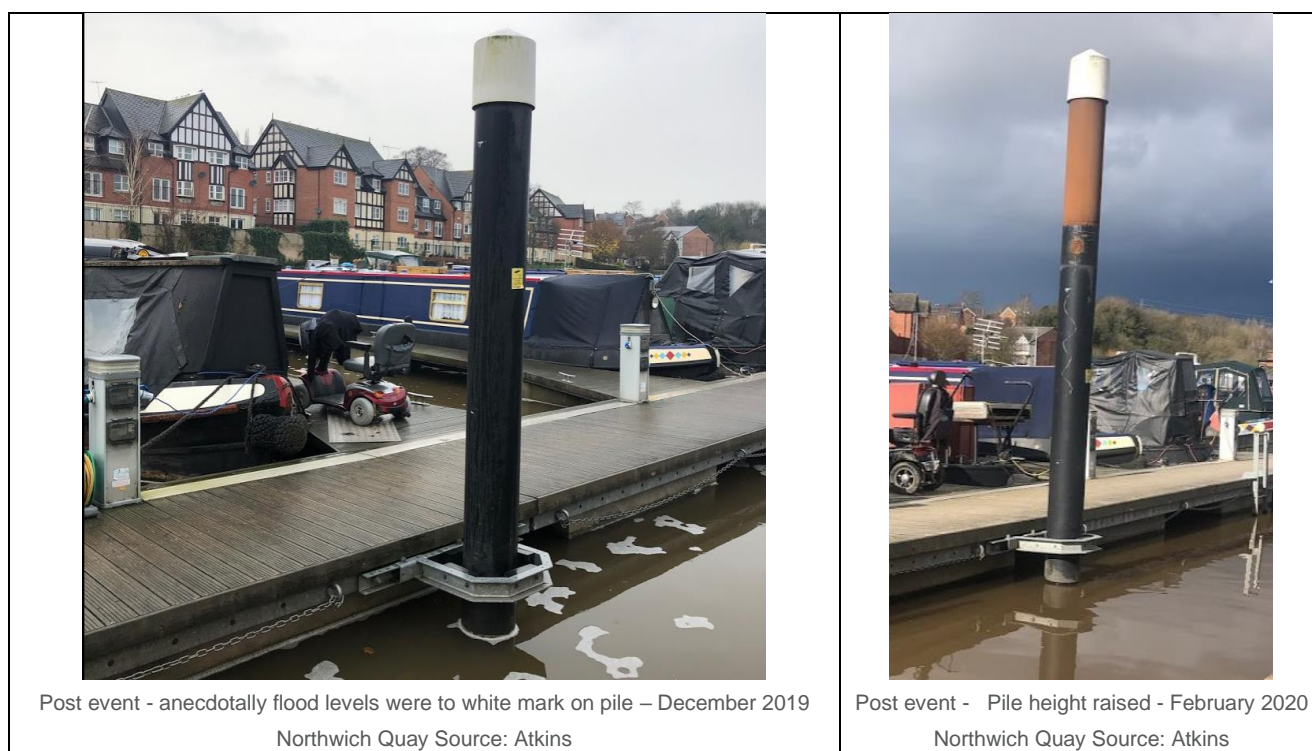 Post event - anecdotally flood levels were to white mark on pile – December 2019
Northwich Quay Source: Atkins
Post event -   Pile height raised - February 2020
Northwich Quay Source: Atkins